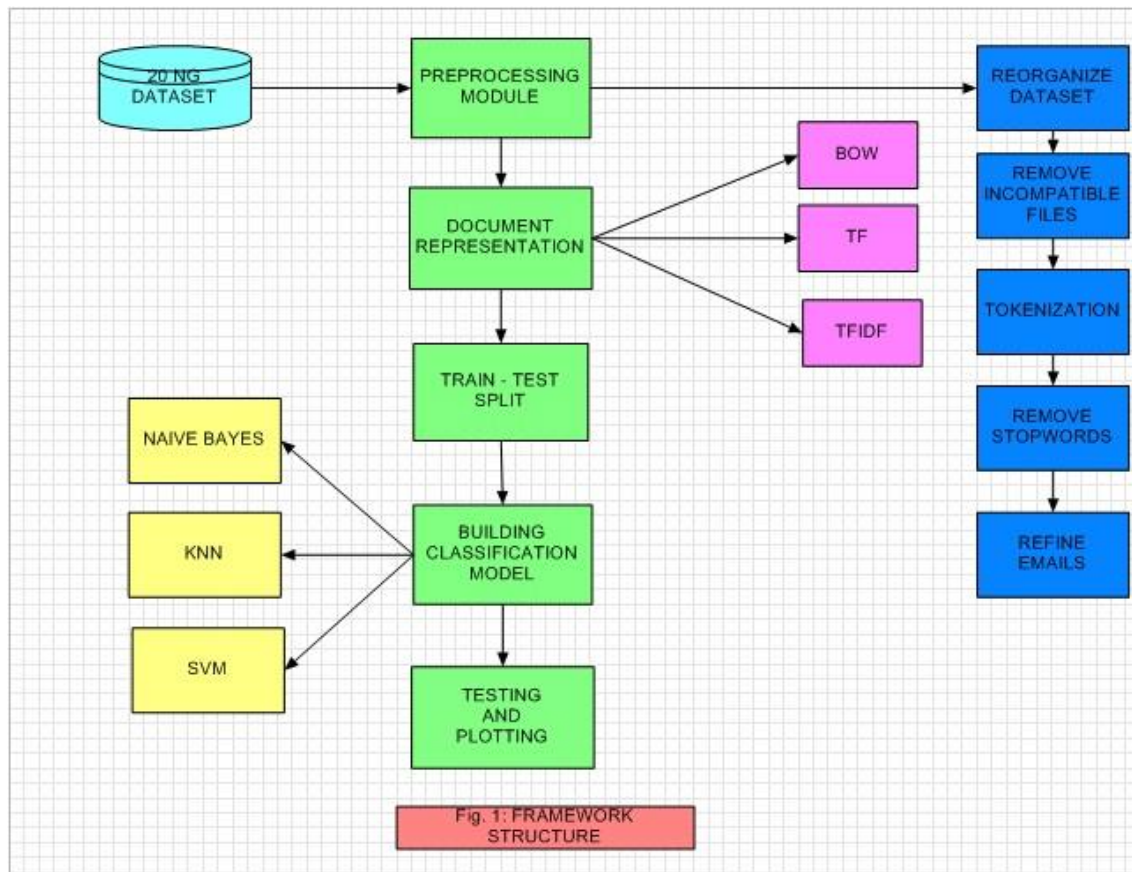 20 NG
DATASET
PREPROCESSING
MODULE
REORGANIZE
DATASET
BOW
REMOVE
INCOMPATIBLE
FILES
DOCUMENT
REPRESENTATION
TF
TOKENIZATION
TFIDF
TRAIN - TEST
SPLIT
REMOVE
STOPWORDS
NAIVE BAYES
BUILDING
CLASSIFICATION
MODEL
KNN
REFINE
EMAILS
SVM
TESTING
AND
PLOTTING
Fig. 1: FRAMEWORK
STRUCTURE